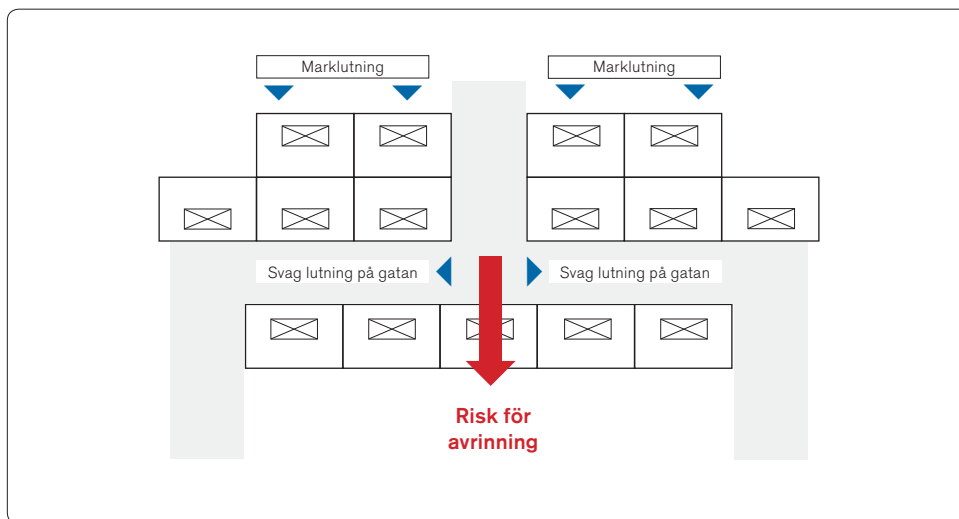 Marklutning
Marklutning
Svag lutning på gatan
Svag lutning på gatan
Risk för
avrinning